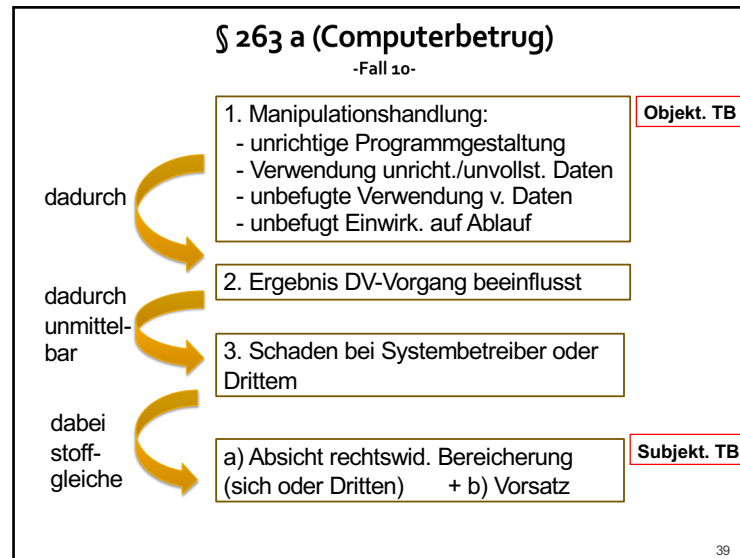 § 263 a (Computerbetrug)
-Fall 10-
1. Manipulationshandlung:
- unrichtige Programmgestaltung
- Verwendung unricht./unvollst. Daten
- unbefugte Verwendung v. Daten
- unbefugt Einwirk. auf Ablauf
Objekt. TB
dadurch
2. Ergebnis DV-Vorgang beeinflusst
dadurch
unmittel-
bar
3. Schaden bei Systembetreiber oder
Drittem
dabei
stoff-
gleiche
a) Absicht rechtswid. Bereicherung
(sich oder Dritten) + b) Vorsatz
Subjekt. TB
39